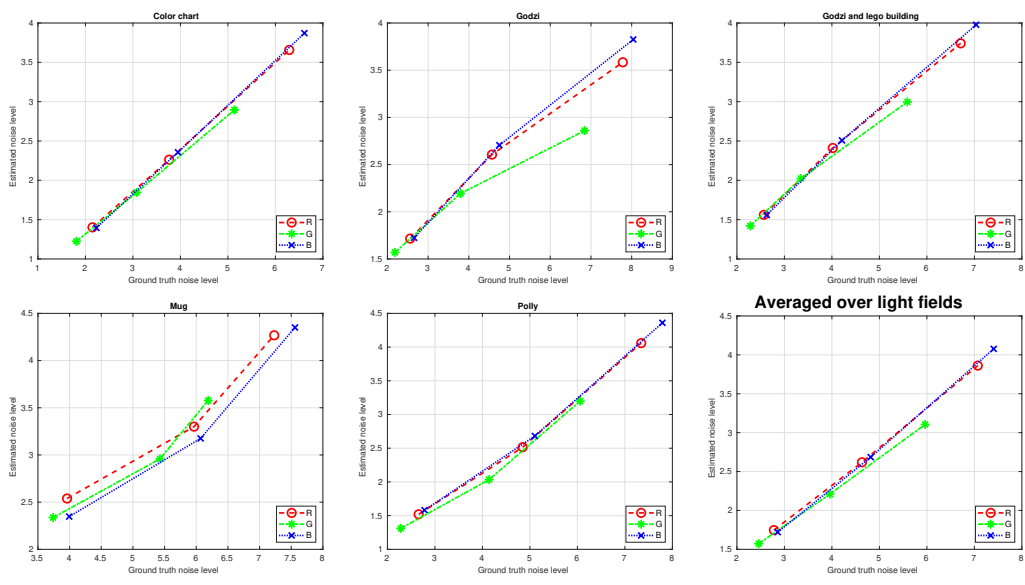 Color chart
4
3.5
3
2.5
2
1.5
1
Estimated noise level
1 2 3 4 5 6 7
Ground truth noise level
R
G
B
Godzi
4
3.5
3
2.5
2
1.5
Estimated noise level
2 3 4 5 6 7 8 9
Ground truth noise level
R
G
B
Godzi and lego building
4
3.5
3
2.5
2
1.5
1
Estimated noise level
2 3 4 5 6 7 8
Ground truth noise level
R
G
B
Mug
4.5
4
3.5
3
2.5
2
Estimated noise level
3.5 4 4.5 5 5.5 6 6.5 7 7.5 8
Ground truth noise level
R
G
B
Polly
4.5
4
3.5
3
2.5
2
1.5
1
Estimated noise level
2 3 4 5 6 7 8
Ground truth noise level
R
G
B
Averaged over light fields
4.5
4
3.5
3
2.5
2
1.5
Estimated noise level
2 3 4 5 6 7 8
Ground truth noise level
R
G
B